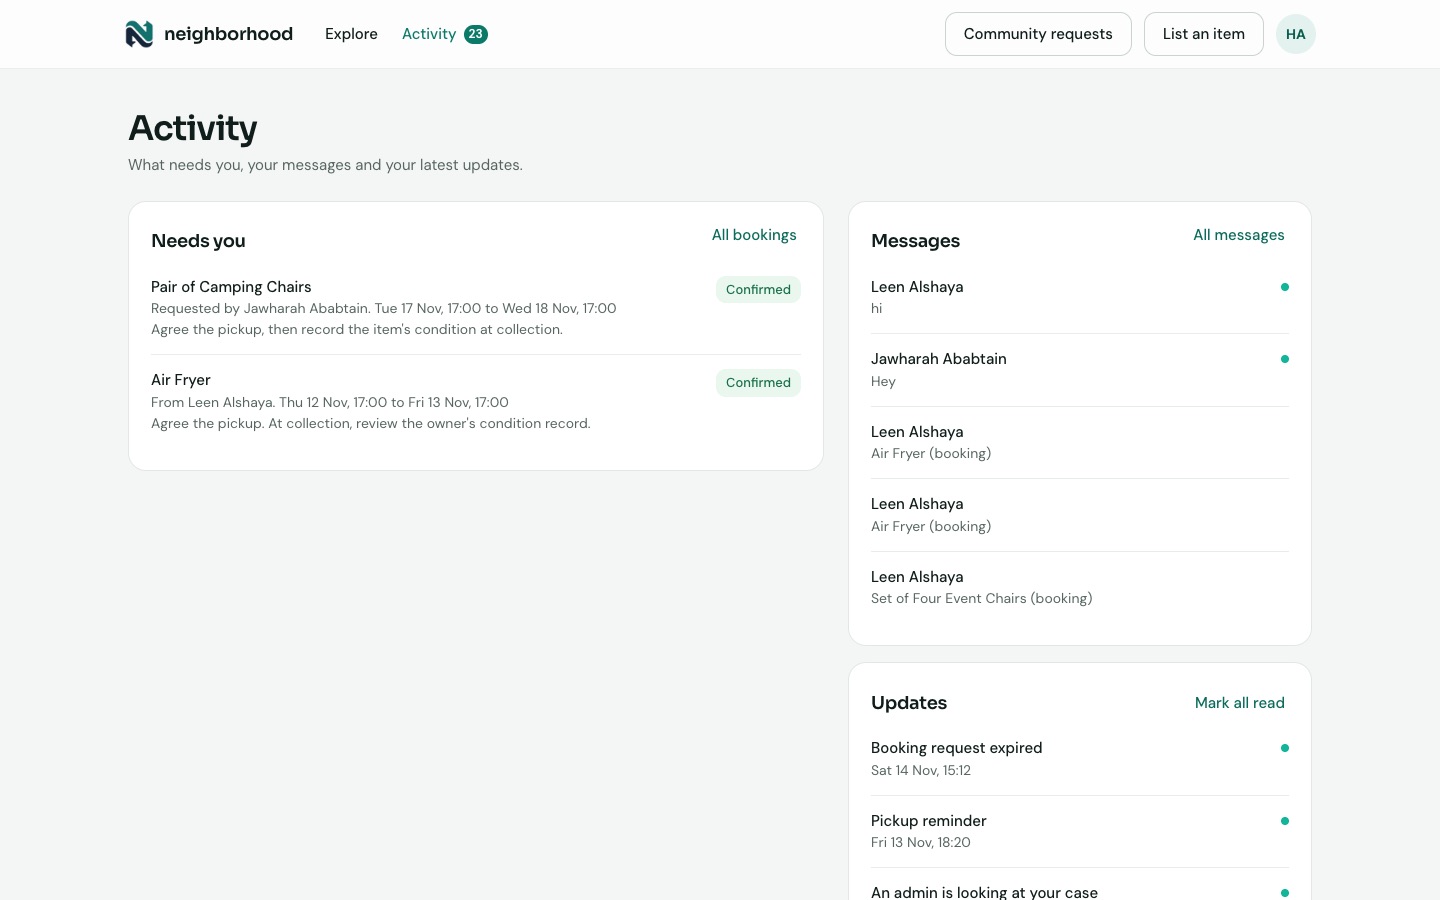 neighborhood
Explore
Activity 23
Community requests
List an item
HA
Activity
What needs you, your messages and your latest updates.
Needs you
All bookings
Pair of Camping Chairs
Confirmed
Requested by Jawharah Ababtain. Tue 17 Nov, 17:00 to Wed 18 Nov, 17:00
Agree the pickup, then record the item's condition at collection.
Air Fryer
Confirmed
From Leen Alshaya. Thu 12 Nov, 17:00 to Fri 13 Nov, 17:00
Agree the pickup. At collection, review the owner's condition record.
Messages
All messages
Leen Alshaya
hi
Jawharah Ababtain
Hey
Leen Alshaya
Air Fryer (booking)
Leen Alshaya
Air Fryer (booking)
Leen Alshaya
Set of Four Event Chairs (booking)
Updates
Mark all read
Booking request expired
Sat 14 Nov, 15:12
Pickup reminder
Fri 13 Nov, 18:20
An admin is looking at your case